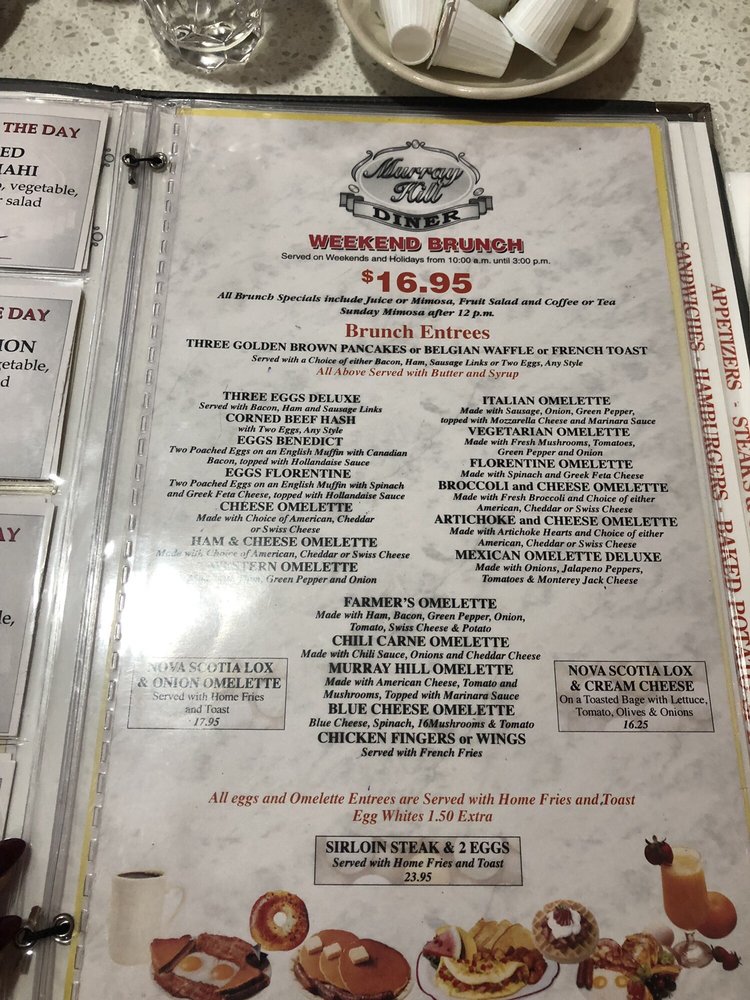 THE DAY
ED
AHI
, vegetable,
salad
E DAY
ION
getable,
d
AY
le,
Murray
Hill
DINER
WEEKEND BRUNCH
Served on Weekends and Holidays from 10:00 a.m. until 3:00 p.m.
$16.95
All Brunch Specials include Juice or Mimosa, Fruit Salad and Coffee or Tea
Sunday Mimosa after 12 p.m.
Brunch Entrees
THREE GOLDEN BROWN PANCAKES or BELGIAN WAFFLE or FRENCH TOAST
Served with a Choice of either Bacon, Ham, Sausage Links or Two Eggs, Any Style
All Above Served with Butter and Syrup
THREE EGGS DELUXE
Served with Bacon, Ham and Sausage Links
CORNED BEEF HASH
with Two Eggs, Any Style
EGGS BENEDICT
Two Poached Eggs on an English Muffin with Canadian
Bacon, topped with Hollandaise Sauce
EGGS FLORENTINE
Two Poached Eggs on an English Muffin with Spinach
and Greek Feta Cheese, topped with Hollandaise Sauce
CHEESE OMELETTE
Made with Choice of American, Cheddar
or Swiss Cheese
HAM & CHEESE OMELETTE
Made with Choice of American, Cheddar or Swiss Cheese
WESTERN OMELETTE
Ham, Green Pepper and Onion
ITALIAN OMELETTE
Made with Sausage, Onion, Green Pepper,
topped with Mozzarella Cheese and Marinara Sauce
VEGETARIAN OMELETTE
Made with Fresh Mushrooms, Tomatoes,
Green Pepper and Onion
FLORENTINE OMELETTE
Made with Spinach and Greek Feta Cheese
BROCCOLI and CHEESE OMELETTE
Made with Fresh Broccoli and Choice of either
American, Cheddar or Swiss Cheese
ARTICHOKE and CHEESE OMELETTE
Made with Artichoke Hearts and Choice of either
American, Cheddar or Swiss Cheese
MEXICAN OMELETTE DELUXE
Made with Onions, Jalapeno Peppers,
Tomatoes & Monterey Jack Cheese
FARMER'S OMELETTE
Made with Ham, Bacon, Green Pepper, Onion,
Tomato, Swiss Cheese & Potato
CHILI CARNE OMELETTE
Made with Chili Sauce, Onions and Cheddar Cheese
MURRAY HILL OMELETTE
Made with American Cheese, Tomato and
Mushrooms, Topped with Marinara Sauce
BLUE CHEESE OMELETTE
Blue Cheese, Spinach, 16Mushrooms & Tomato
CHICKEN FINGERS or WINGS
Served with French Fries
NOVA SCOTIA LOX
& ONION OMELETTE
Served with Home Fries
and Toast
17.95
NOVA SCOTIA LOX
& CREAM CHEESE
On a Toasted Bage with Lettuce,
Tomato, Olives & Onions
16.25
All eggs and Omelette Entrees are Served with Home Fries and Toast
Egg Whites 1.50 Extra
SIRLOIN STEAK & 2 EGGS
Served with Home Fries and Toast
23.95
SANDWICHES - HAMBURGERS - BAKED
APPETIZERS - STEAKS &